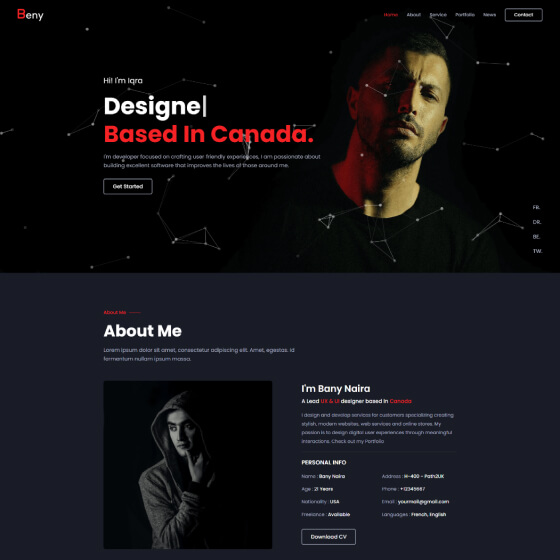 Beny
Home About Service Portfolio News Contact
Hi! I'm Iqra
Designe|
Based In Canada.
I'm developer focused on crafting user friendly experiences, I am passionate about
building excellent software that improves the lives of those around me.
Get Started
FB.
DR.
BE.
TW.
About Me
About Me
Lorem ipsum dolor sit amet, consectetur adipiscing elit. Amet, egestas. Id
fermentum nullam ipsum massa.
I'm Bany Naira
A Lead UX & UI designer based in Canada
I design and develop services for customers specializing creating
stylish, modern websites, web services and online stores. My
passion is to design digital user experiences through meaningful
interactions. Check out my Portfolio
PERSONAL INFO
Name : Bany Naira
Address : B-400 - Path2UK
Age : 21 Years
Phone : +12345687
Nationality : USA
Email : yourmail@gmail.com
Freelance : Available
Languages : French, English
Download CV